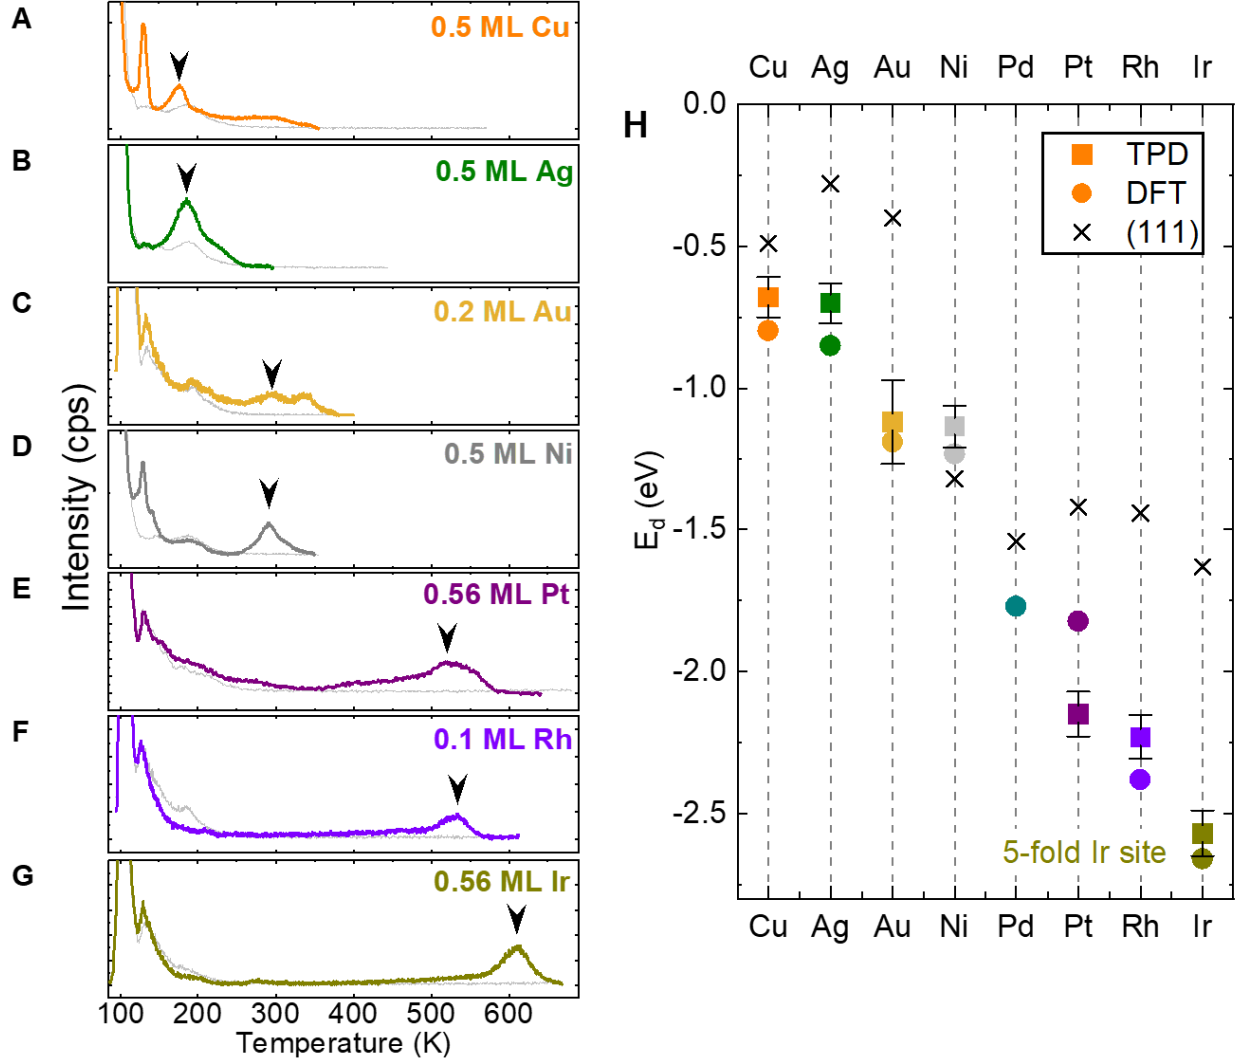 A
0.5 ML Cu
B
0.5 ML Ag
C
0.2 ML Au
D
0.5 ML Ni
E
0.56 ML Pt
F
0.1 ML Rh
G
0.56 ML Ir
Intensity (cps)
100 200 300 400 500 600
Temperature (K)
H
Cu Ag Au Ni Pd Pt Rh Ir
TPD
DFT
(111)
0.0
-0.5
-1.0
-1.5
-2.0
-2.5
E_d (eV)
5-fold Ir site
Cu Ag Au Ni Pd Pt Rh Ir